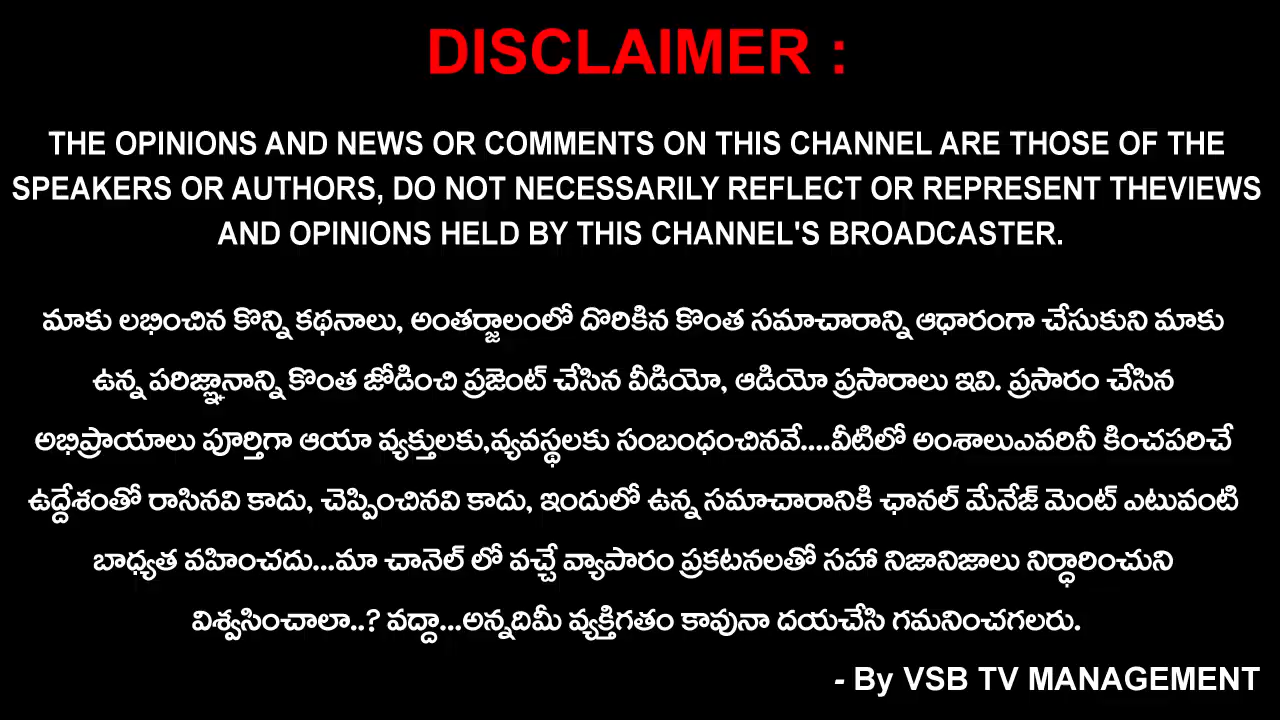 DISCLAIMER :
THE OPINIONS AND NEWS OR COMMENTS ON THIS CHANNEL ARE THOSE OF THE
SPEAKERS OR AUTHORS, DO NOT NECESSARILY REFLECT OR REPRESENT THEVIEWS
AND OPINIONS HELD BY THIS CHANNEL'S BROADCASTER.
మాకు లభించిన కొన్ని కథనాలు, అంతర్జాలంలో దొరికిన కొంత సమాచారాన్ని ఆధారంగా చేసుకుని మాకు
ఉన్న పరిజ్ఞానాన్ని కొంత జోడించి ప్రజెంట్ చేసిన వీడియో, ఆడియో ప్రసారాలు ఇవి. ప్రసారం చేసిన
అభిప్రాయాలు పూర్తిగా ఆయా వ్యక్తులకు,వ్యవస్థలకు సంబంధంచినవే....వీటిలో అంశాలుఎవరినీ కించపరిచే
ఉద్దేశంతో రాసినవి కాదు, చెప్పించినవి కాదు, ఇందులో ఉన్న సమాచారానికి ఛానల్ మేనేజ్ మెంట్ ఎటువంటి
బాధ్యత వహించదు...మా చానెల్ లో వచ్చే వ్యాపారం ప్రకటనలతో సహా నిజానిజాలు నిర్ధారించుని
విశ్వసించాలా..? వద్దా...అన్నదిమీ వ్యక్తిగతం కావునా దయచేసి గమనించగలరు.
- By VSB TV MANAGEMENT